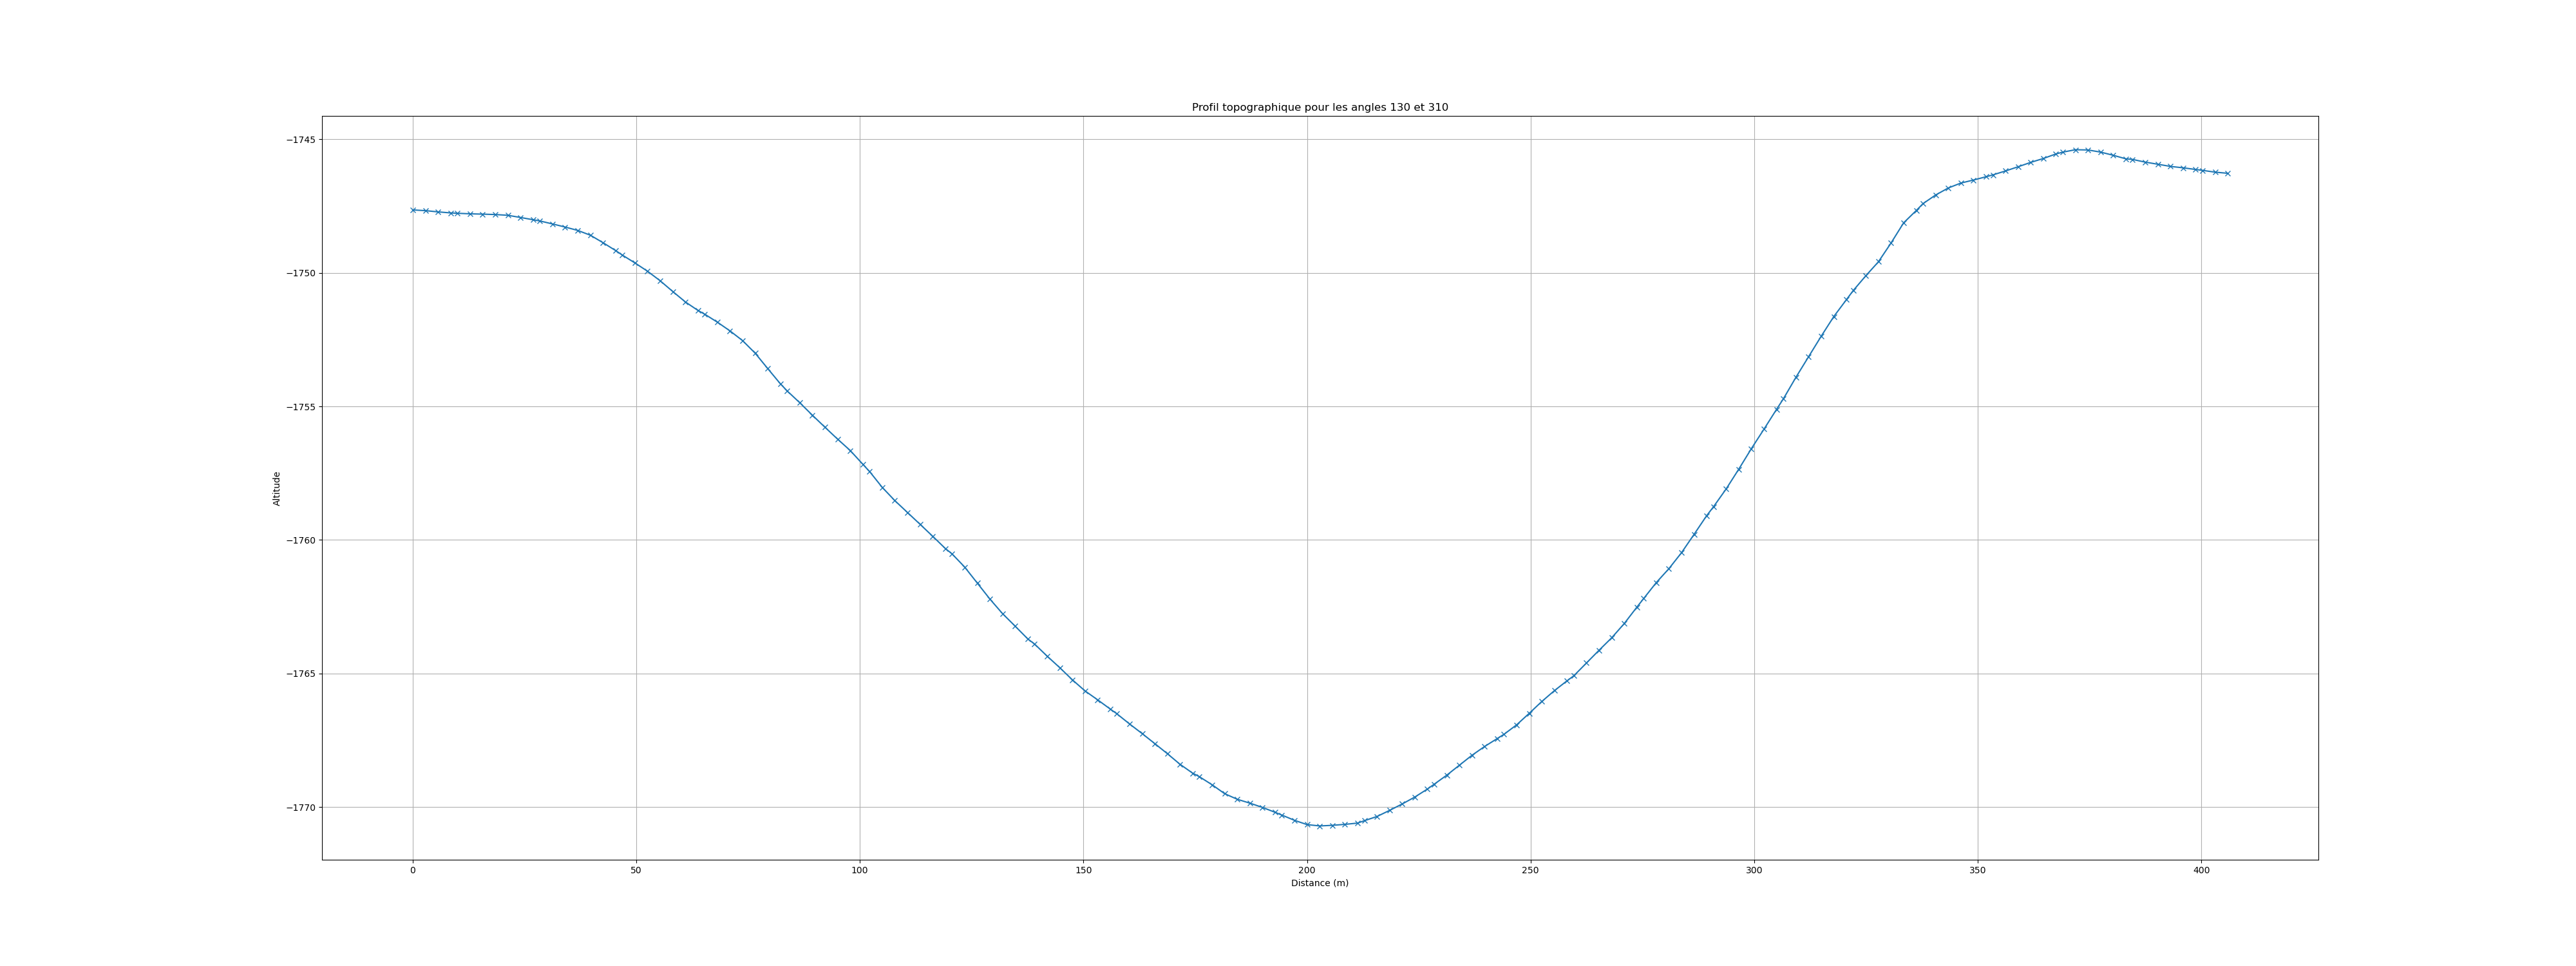 Profil topographique pour les angles 130 et 310
−1745
−1750
−1755
−1760
−1765
−1770
Altitude
0 50 100 150 200 250 300 350 400
Distance (m)